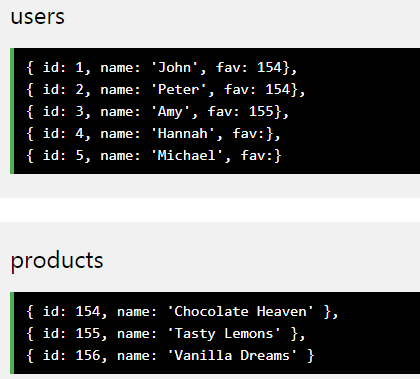 users
{ id: 1, name: 'John', fav: 154},
{ id: 2, name: 'Peter', fav: 154},
{ id: 3, name: 'Amy', fav: 155},
{ id: 4, name: 'Hannah', fav:},
{ id: 5, name: 'Michael', fav:}
products
{ id: 154, name: 'Chocolate Heaven' },
{ id: 155, name: 'Tasty Lemons' },
{ id: 156, name: 'Vanilla Dreams' }